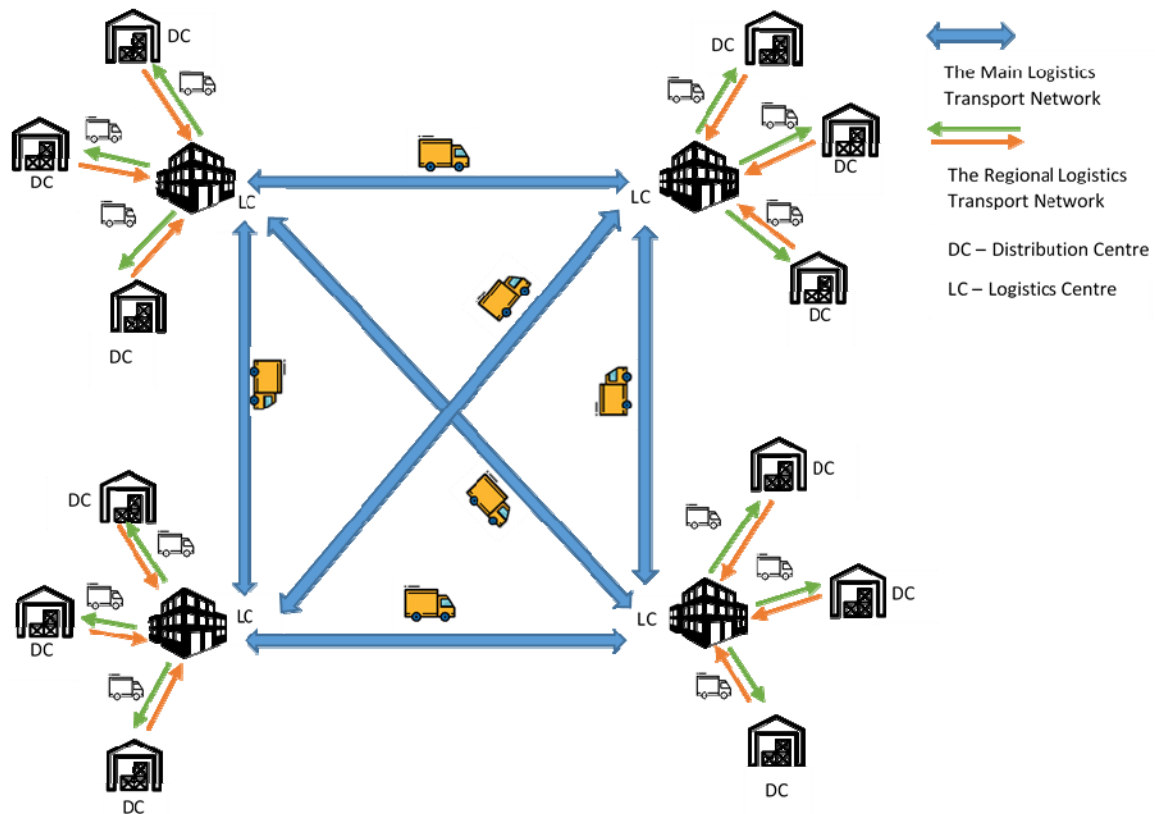 DC
DC
The Main Logistics
Transport Network
DC
LC
LC
DC
DC
The Regional Logistics
Transport Network
DC – Distribution Centre
LC – Logistics Centre
DC
DC
DC
DC
LC
LC
DC
DC
DC
DC